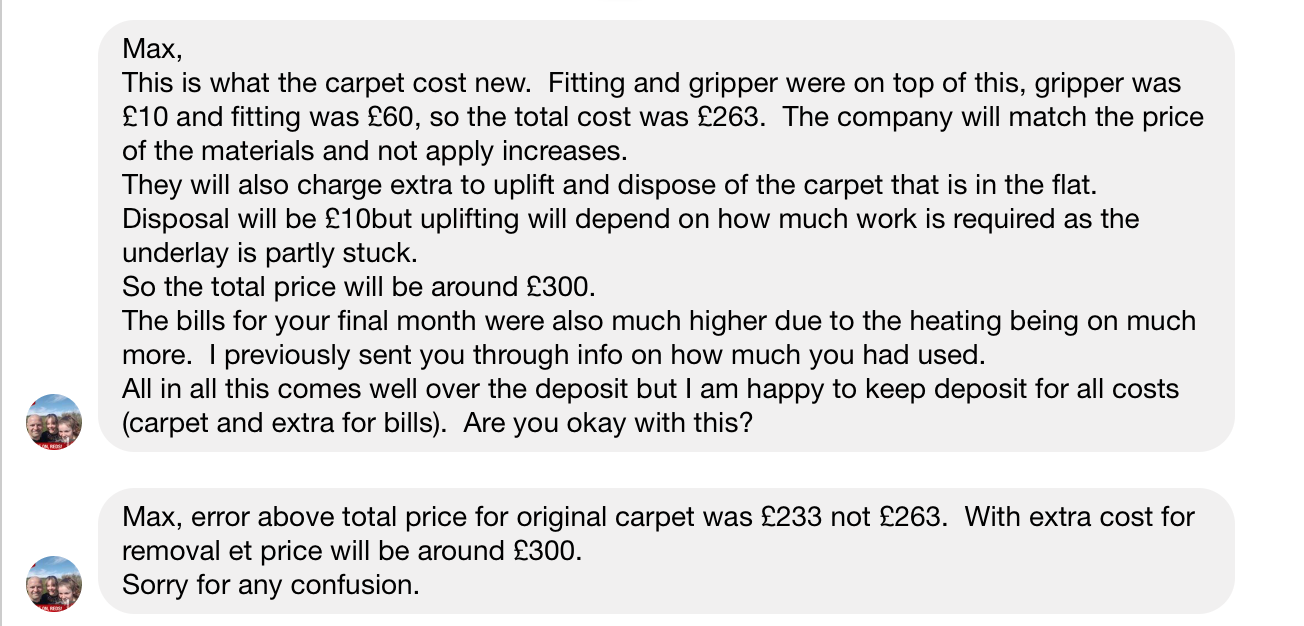 Max,
This is what the carpet cost new.  Fitting and gripper were on top of this, gripper was
£10 and fitting was £60, so the total cost was £263.  The company will match the price
of the materials and not apply increases.
They will also charge extra to uplift and dispose of the carpet that is in the flat.
Disposal will be £10but uplifting will depend on how much work is required as the
underlay is partly stuck.
So the total price will be around £300.
The bills for your final month were also much higher due to the heating being on much
more.  I previously sent you through info on how much you had used.
All in all this comes well over the deposit but I am happy to keep deposit for all costs
(carpet and extra for bills).  Are you okay with this?
Max, error above total price for original carpet was £233 not £263.  With extra cost for
removal et price will be around £300.
Sorry for any confusion.